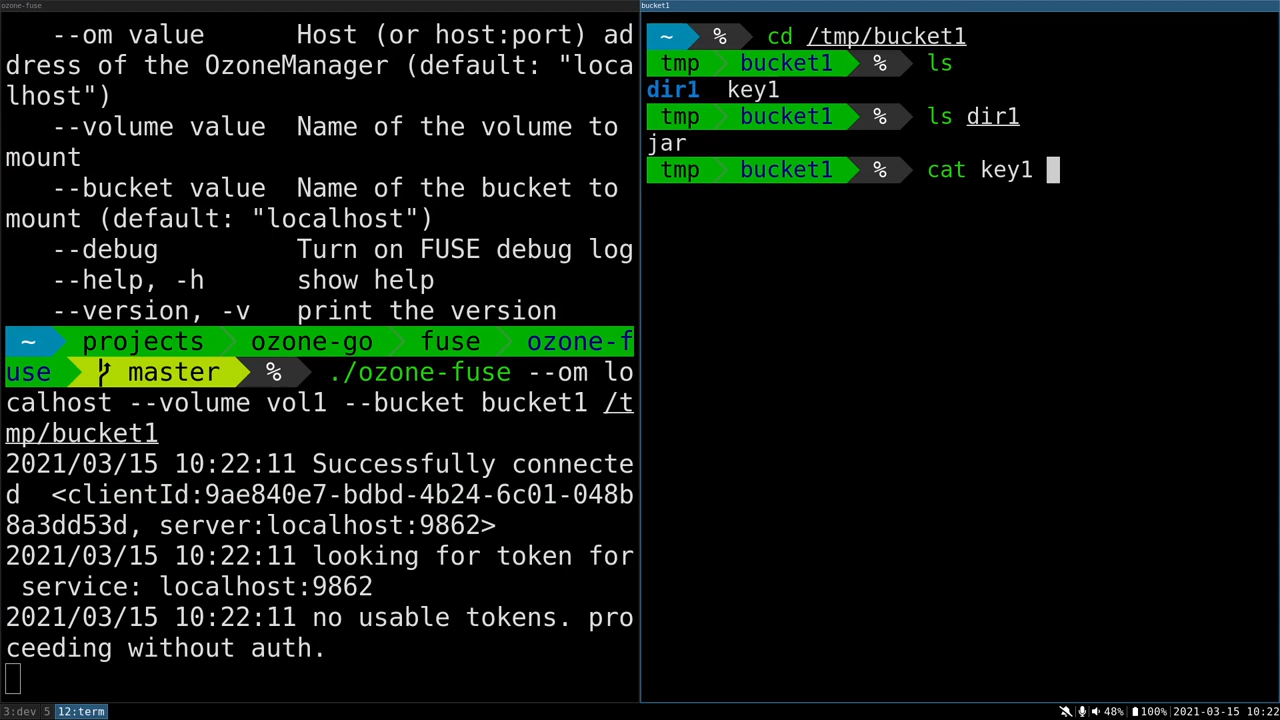 ozone-fuse
   --om value      Host (or host:port) ad
dress of the OzoneManager (default: "loca
lhost")
   --volume value  Name of the volume to
mount
   --bucket value  Name of the bucket to
mount (default: "localhost")
   --debug         Turn on FUSE debug log
   --help, -h      show help
   --version, -v   print the version
~ projects ozone-go fuse ozone-f
use master % ./ozone-fuse --om lo
calhost --volume vol1 --bucket bucket1 /t
mp/bucket1
2021/03/15 10:22:11 Successfully connecte
d  <clientId:9ae840e7-bdbd-4b24-6c01-048b
8a3dd53d, server:localhost:9862>
2021/03/15 10:22:11 looking for token for
 service: localhost:9862
2021/03/15 10:22:11 no usable tokens. pro
ceeding without auth.
bucket1
~ % cd /tmp/bucket1
tmp bucket1 % ls
dir1  key1
tmp bucket1 % ls dir1
jar
tmp bucket1 % cat key1
3:dev 5 12:term
48% 100% 2021-03-15 10:22